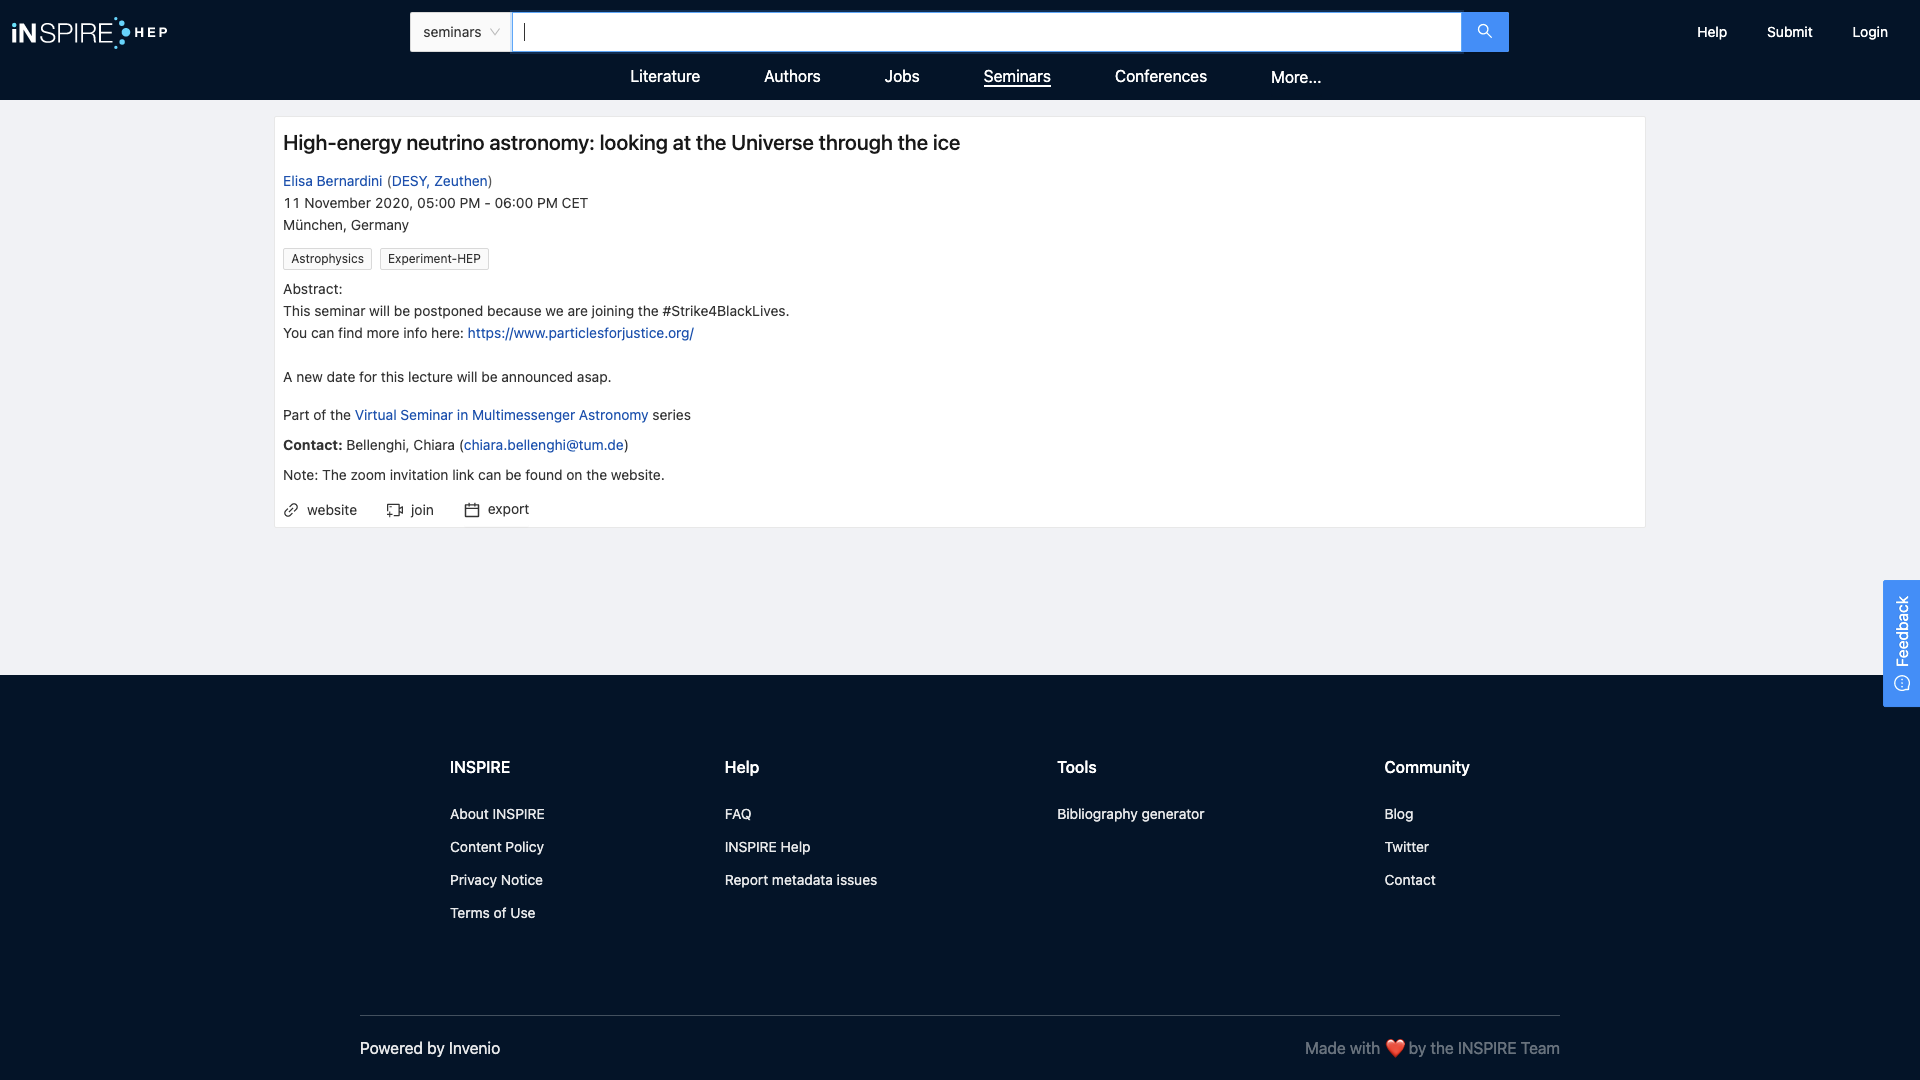 iNSPIRE HEP
seminars
Help
Submit
Login
Literature
Authors
Jobs
Seminars
Conferences
More...
High-energy neutrino astronomy: looking at the Universe through the ice
Elisa Bernardini (DESY, Zeuthen)
11 November 2020, 05:00 PM - 06:00 PM CET
München, Germany
Astrophysics
Experiment-HEP
Abstract:
This seminar will be postponed because we are joining the #Strike4BlackLives.
You can find more info here: https://www.particlesforjustice.org/
A new date for this lecture will be announced asap.
Part of the Virtual Seminar in Multimessenger Astronomy series
Contact: Bellenghi, Chiara (chiara.bellenghi@tum.de)
Note: The zoom invitation link can be found on the website.
website
join
export
Feedback
INSPIRE
About INSPIRE
Content Policy
Privacy Notice
Terms of Use
Help
FAQ
INSPIRE Help
Report metadata issues
Tools
Bibliography generator
Community
Blog
Twitter
Contact
Powered by Invenio
Made with ❤️ by the INSPIRE Team